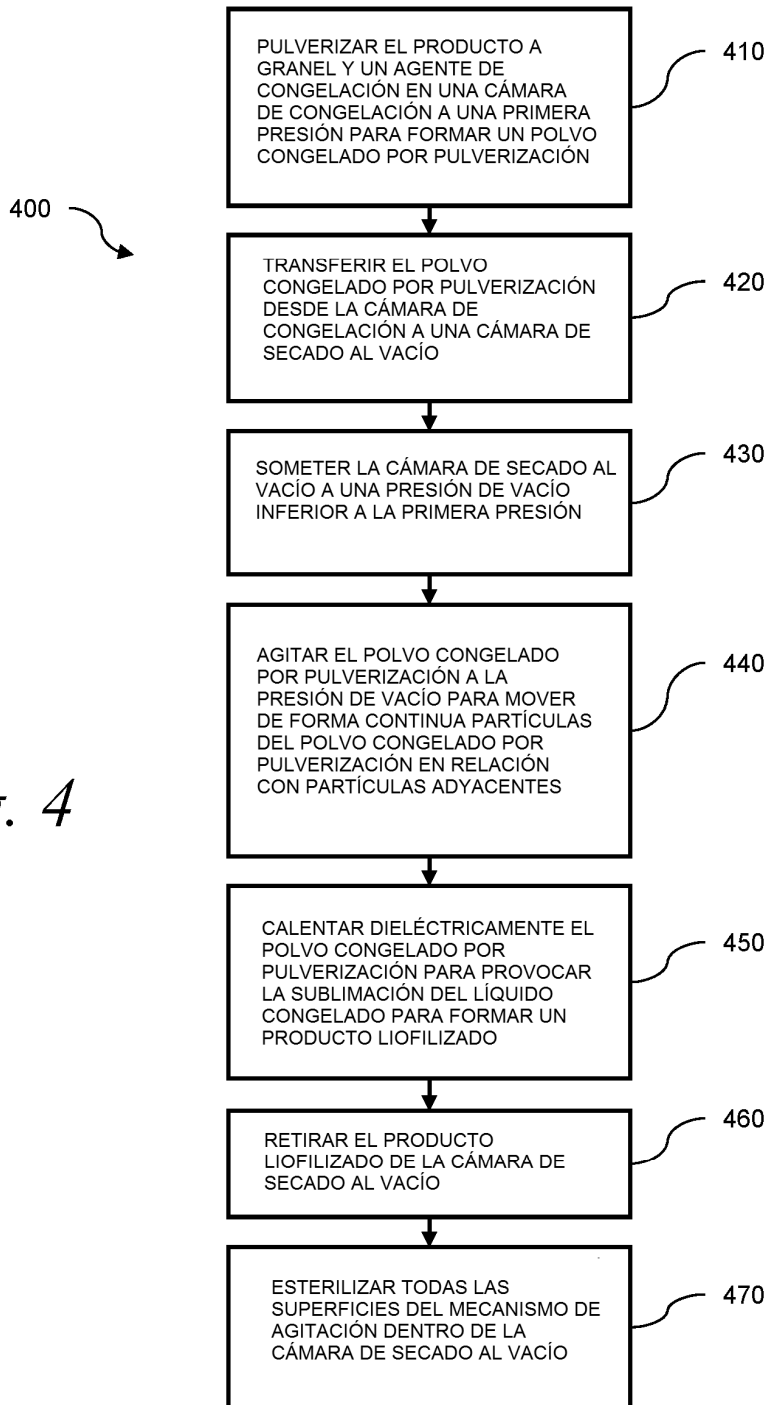 PULVERIZAR EL PRODUCTO A
GRANEL Y UN AGENTE DE
CONGELACIÓN EN UNA CÁMARA
DE CONGELACIÓN A UNA PRIMERA
PRESIÓN PARA FORMAR UN POLVO
CONGELADO POR PULVERIZACIÓN
410
400
TRANSFERIR EL POLVO
CONGELADO POR PULVERIZACIÓN
DESDE LA CÁMARA DE
CONGELACIÓN A UNA CÁMARA DE
SECADO AL VACÍO
420
SOMETER LA CÁMARA DE SECADO AL
VACÍO A UNA PRESIÓN DE VACÍO
INFERIOR A LA PRIMERA PRESIÓN
430
AGITAR EL POLVO CONGELADO
POR PULVERIZACIÓN A LA
PRESIÓN DE VACÍO PARA MOVER
DE FORMA CONTINUA PARTÍCULAS
DEL POLVO CONGELADO POR
PULVERIZACIÓN EN RELACIÓN
CON PARTÍCULAS ADYACENTES
440
4
CALENTAR DIELÉCTRICAMENTE EL
POLVO CONGELADO POR
PULVERIZACIÓN PARA PROVOCAR
LA SUBLIMACIÓN DEL LÍQUIDO
CONGELADO PARA FORMAR UN
PRODUCTO LIOFILIZADO
450
RETIRAR EL PRODUCTO
LIOFILIZADO DE LA CÁMARA DE
SECADO AL VACÍO
460
ESTERILIZAR TODAS LAS
SUPERFICIES DEL MECANISMO DE
AGITACIÓN DENTRO DE LA
CÁMARA DE SECADO AL VACÍO
470